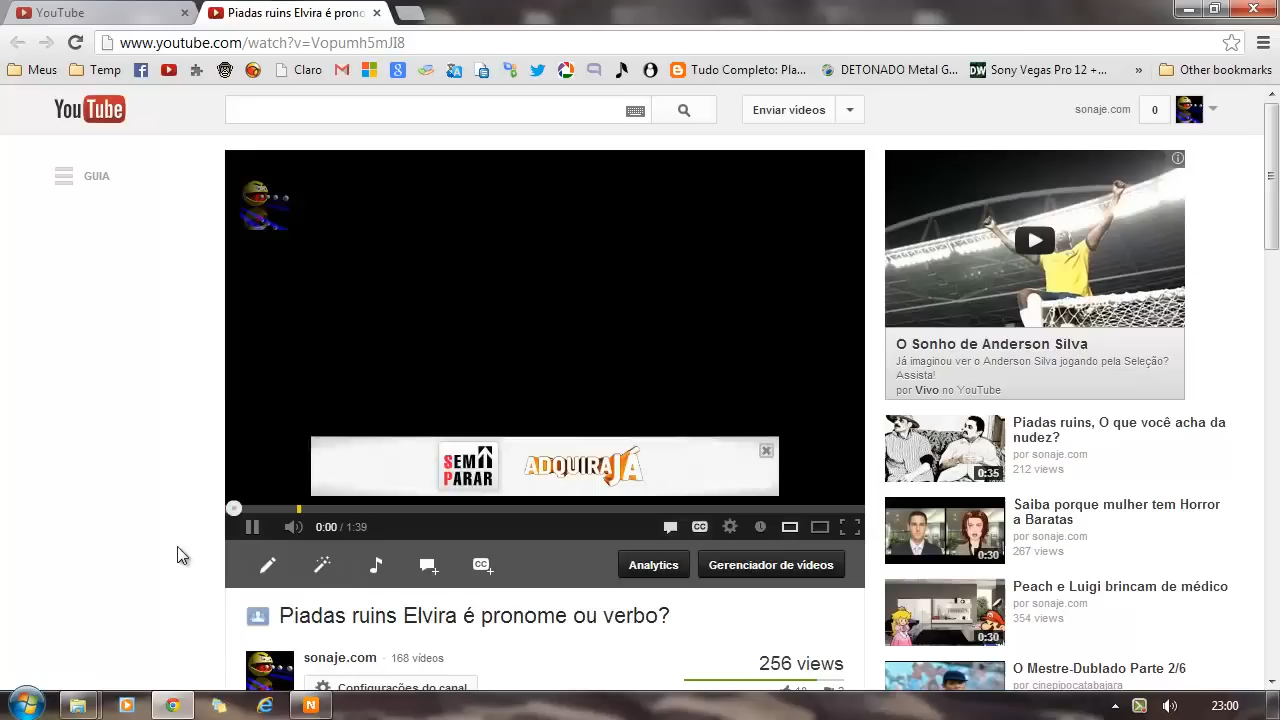 YouTube
Piadas ruins Elvira é prono
www.youtube.com/watch?v=Vopumh5mJI8
Meus
Temp
Claro
Tudo Completo: Pla...
DETONADO Metal G...
DW
Sony Vegas Pro 12 +...
»
Other bookmarks
YouTube
Enviar vídeos
sonaje.com
0
GUIA
SEM PARAR
ADQUIRA JÁ
0:00 / 1:39
CC
CC
Analytics
Gerenciador de vídeos
Piadas ruins Elvira é pronome ou verbo?
sonaje.com · 168 vídeos
Configurações do canal
256 views
O Sonho de Anderson Silva
Já imaginou ver o Anderson Silva jogando pela Seleção?
Assista!
por Vivo no YouTube
Piadas ruins, O que você acha da
nudez?
por sonaje.com
212 views
0:35
Saiba porque mulher tem Horror
a Baratas
por sonaje.com
267 views
0:30
Peach e Luigi brincam de médico
por sonaje.com
354 views
0:30
O Mestre-Dublado Parte 2/6
por cinepipocatabajara
23:00